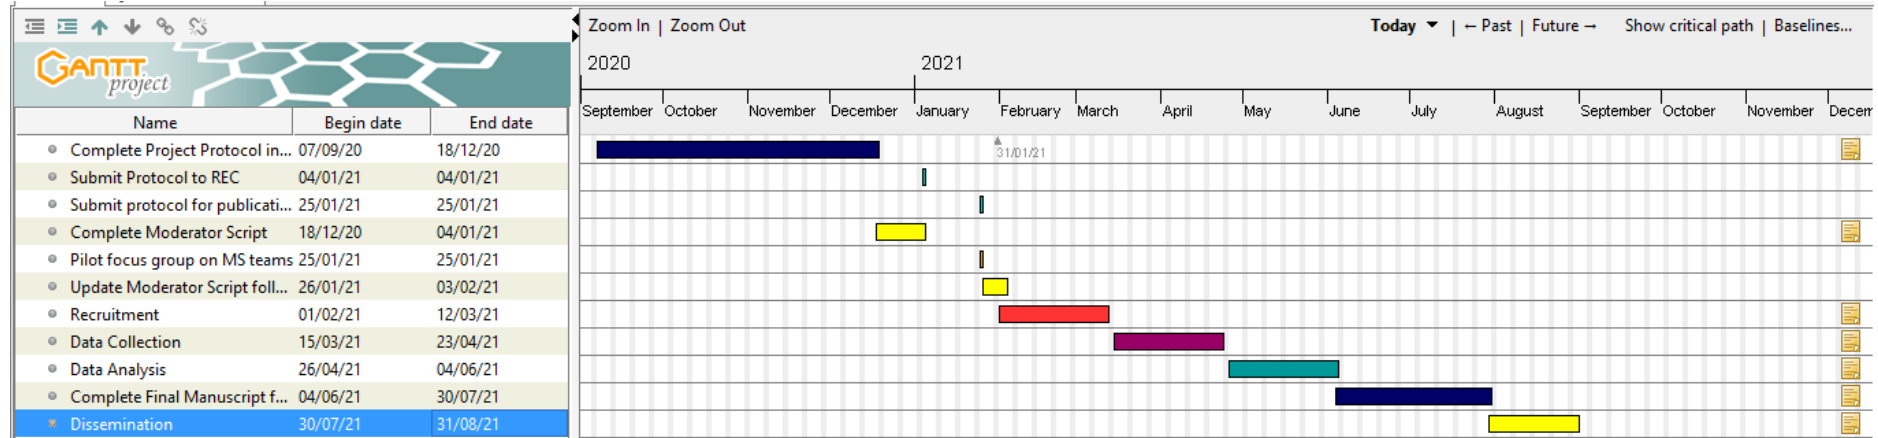 Zoom In | Zoom Out
Today ▼ | ← Past | Future → Show critical path | Baselines...
GANTT project
2020 2021
September October November December January February March April May June July August September October November Decem
Name Begin date End date
Complete Project Protocol in... 07/09/20 18/12/20
31/01/21
Submit Protocol to REC 04/01/21 04/01/21
Submit protocol for publicati... 25/01/21 25/01/21
Complete Moderator Script 18/12/20 04/01/21
Pilot focus group on MS teams 25/01/21 25/01/21
Update Moderator Script foll... 26/01/21 03/02/21
Recruitment 01/02/21 12/03/21
Data Collection 15/03/21 23/04/21
Data Analysis 26/04/21 04/06/21
Complete Final Manuscript f... 04/06/21 30/07/21
Dissemination 30/07/21 31/08/21